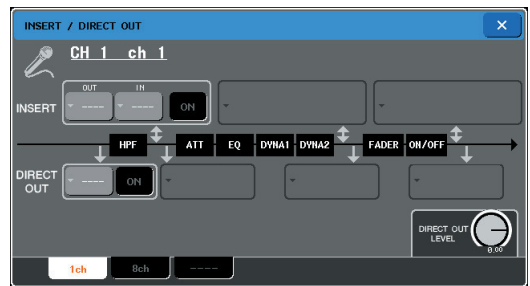 INSERT / DIRECT OUT
CH 1 ch 1
OUT IN
INSERT ---- ---- ON
HPF ATT EQ DYNA1 DYNA2 FADER ON/OFF
DIRECT OUT ---- ON
DIRECT OUT LEVEL
0.00
1ch 8ch ----